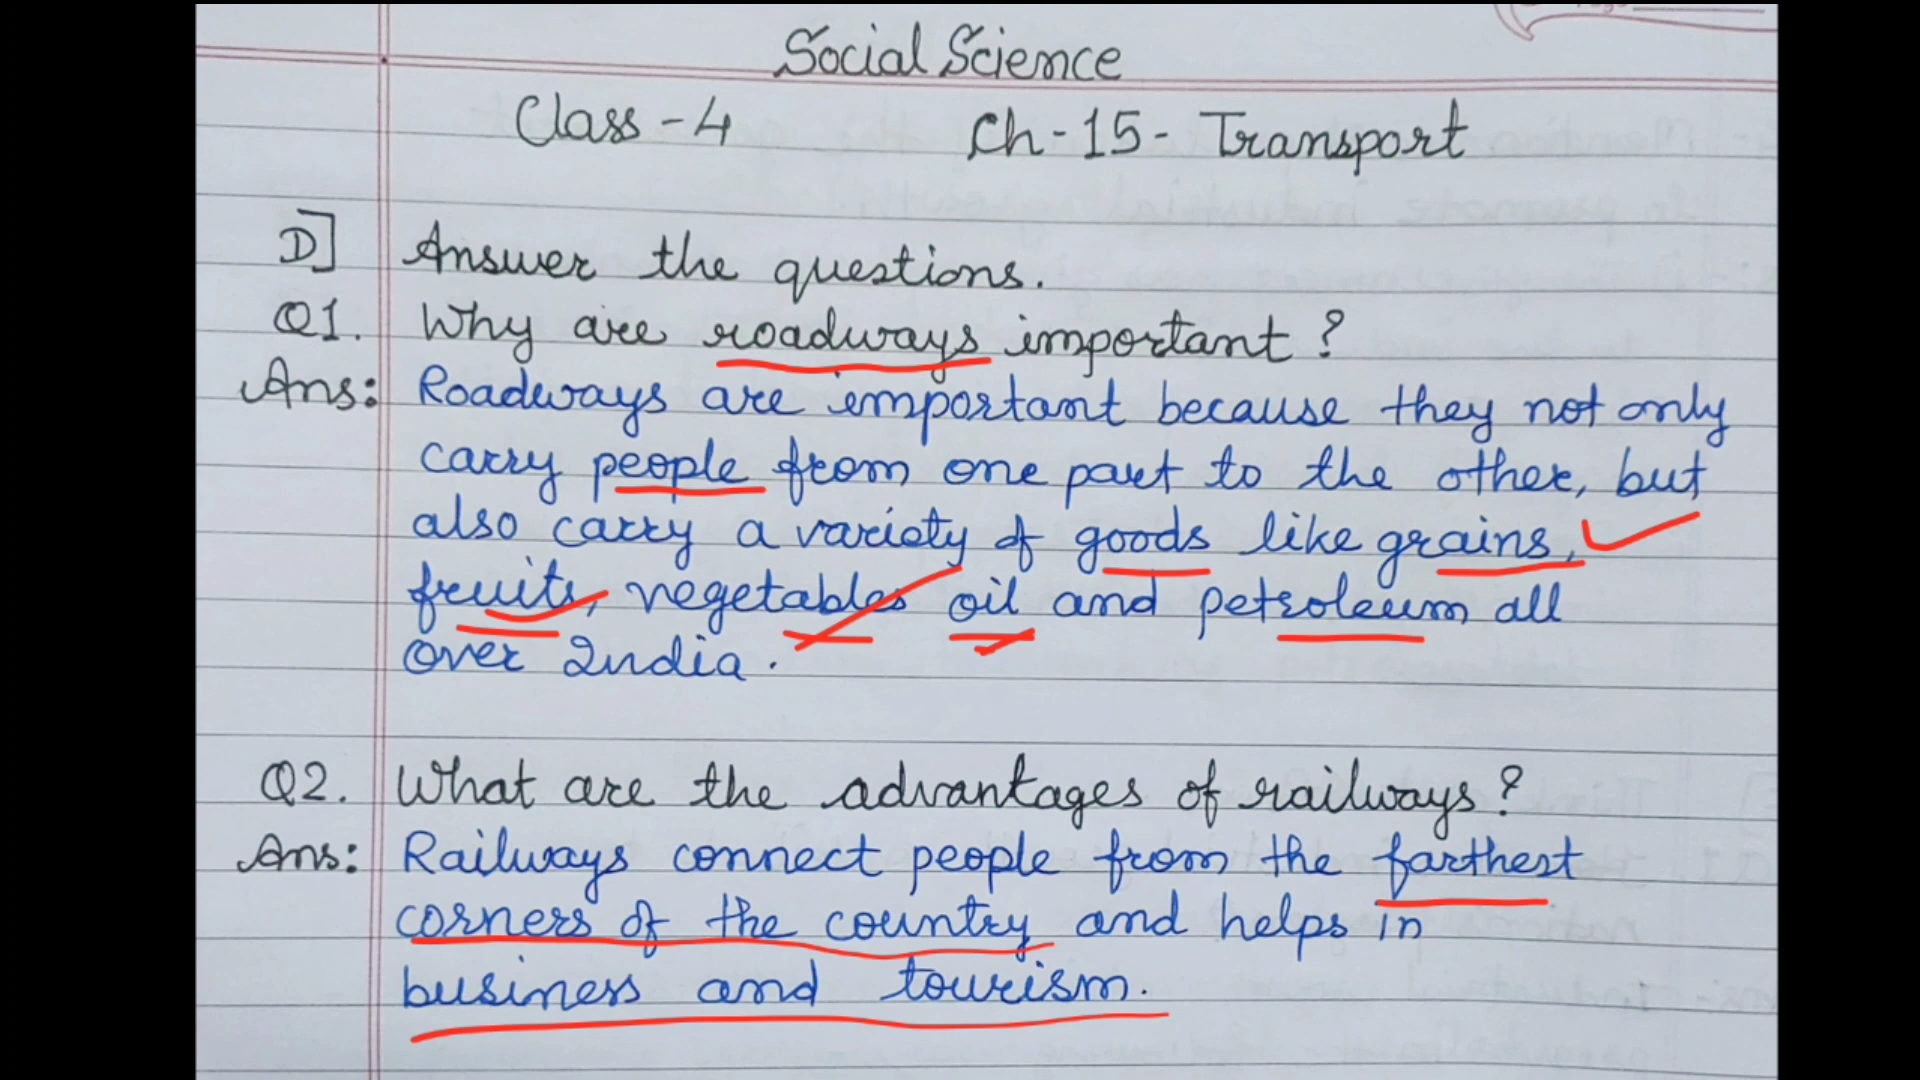 Social Science
Class - 4 Ch - 15 - Transport
D] Answer the questions.
Q1. Why are roadways important?
Ans: Roadways are important because they not only
carry people from one part to the other, but
also carry a variety of goods like grains,
fruits, vegetables oil and petroleum all
over India.
Q2. What are the advantages of railways?
Ans: Railways connect people from the farthest
corners of the country and helps in
business and tourism.